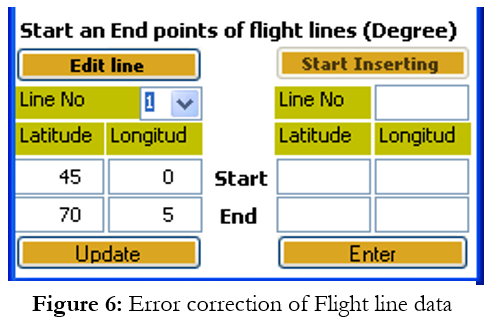 Start an End points of flight lines (Degree)
Edit line Start Inserting
Line No 1 Line No
Latitude Longitud Latitude Longitud
45 0 Start
70 5 End
Update Enter
Figure 6: Error correction of Flight line data